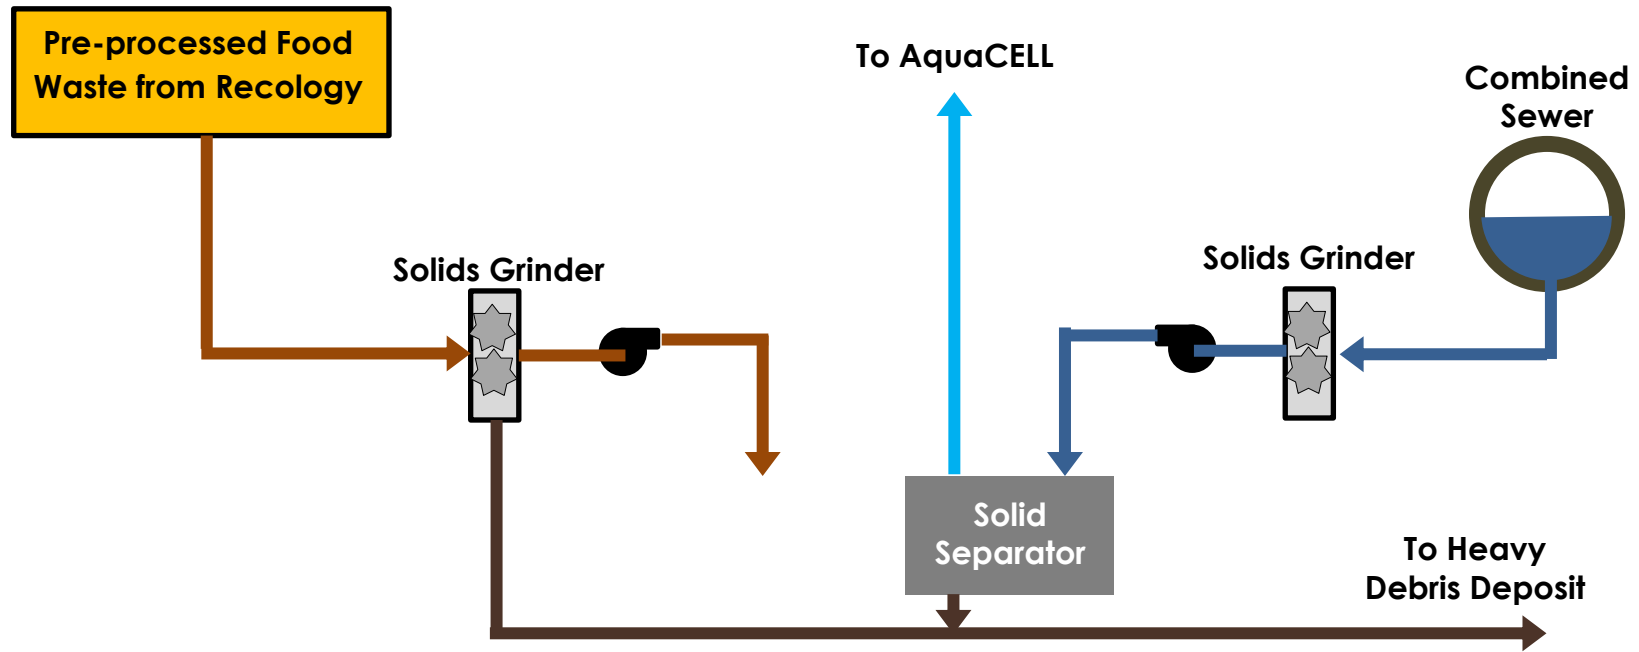 Pre-processed Food
Waste from Recology
To AquaCELL
Combined
Sewer
Solids Grinder
Solids Grinder
Solid
Separator
To Heavy
Debris Deposit